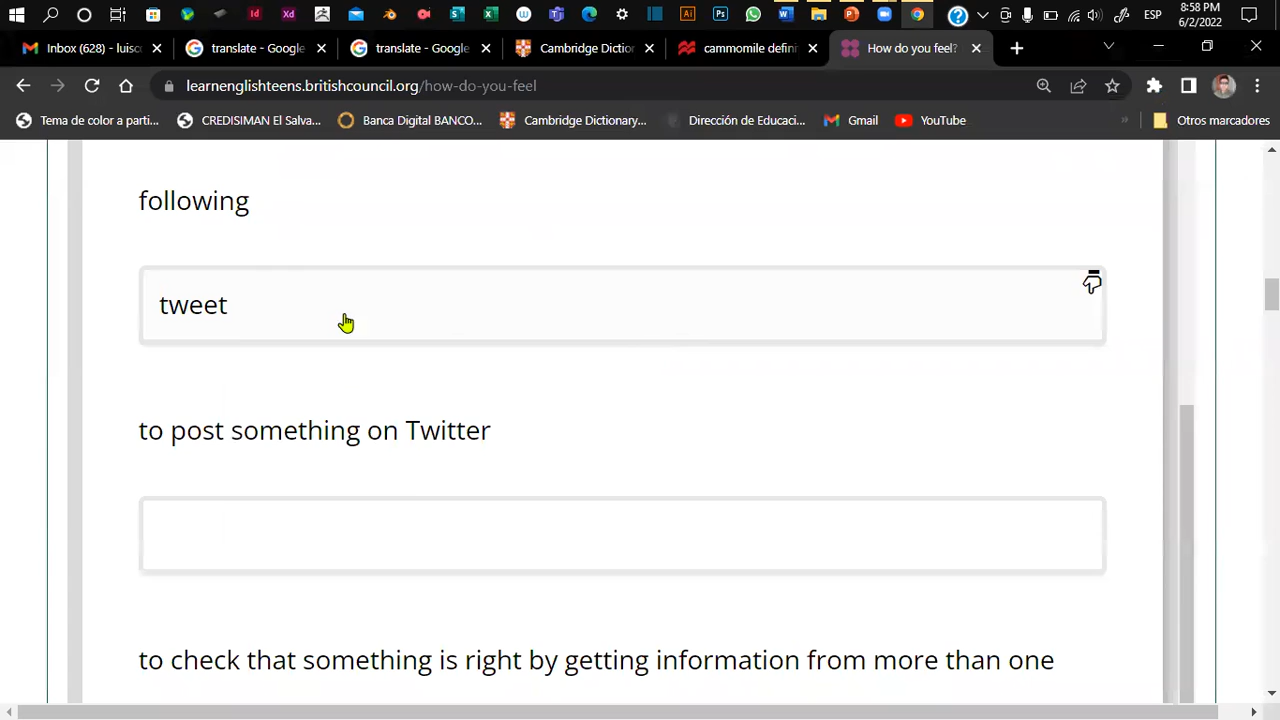 8:58 PM
ESP
6/2/2022
Inbox (628) - luisc
translate - Google
translate - Google
Cambridge Diction
cammomile defini
How do you feel?
learnenglishteens.britishcouncil.org/how-do-you-feel
Tema de color a parti...
CREDISIMAN El Salva...
Banca Digital BANCO...
Cambridge Dictionary...
Dirección de Educaci...
Gmail
YouTube
Otros marcadores
following
tweet
to post something on Twitter
to check that something is right by getting information from more than one